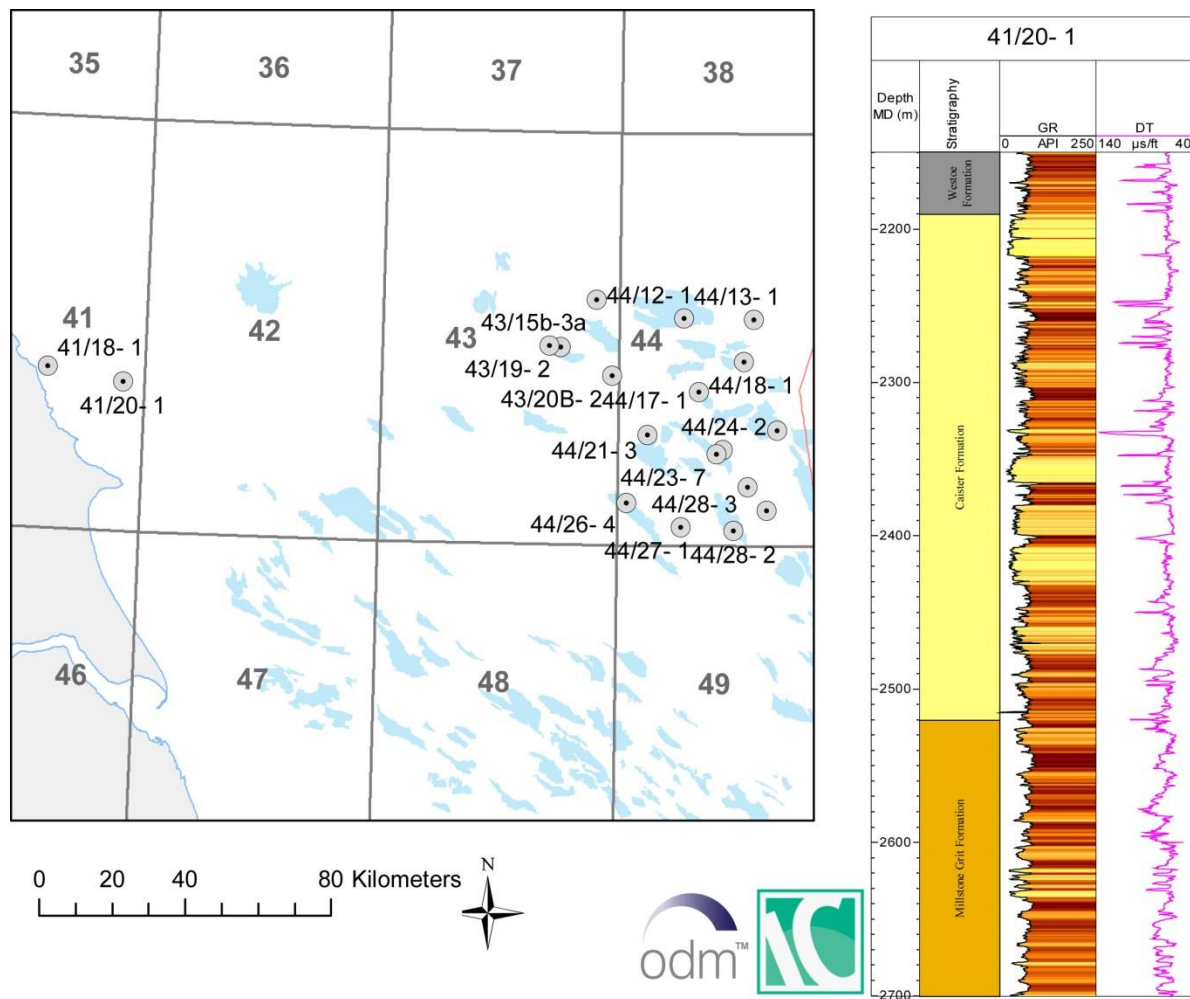 35
36
37
38
41
42
43
44
46
47
48
49
41/18- 1
41/20- 1
44/12- 1
44/13- 1
43/15b-3a
43/19- 2
43/20B- 2
44/17- 1
44/18- 1
44/24- 2
44/21- 3
44/23- 7
44/28- 3
44/26- 4
44/27- 1
44/28- 2
0 20 40 80 Kilometers
N
odm™
41/20- 1
Depth
MD (m)
Stratigraphy
GR
0 API 250
DT
140 µs/ft 40
Westoe
Formation
Caister Formation
Millstone Grit Formation
2200
2300
2400
2500
2600
2700